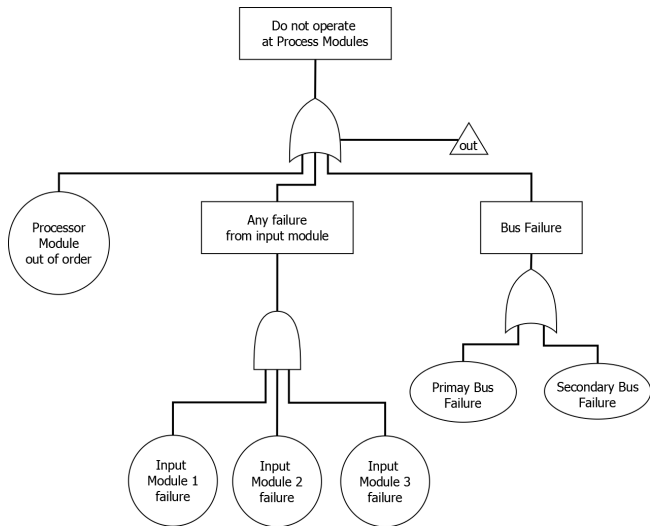 Do not operate
at Process Modules
out
Processor
Module
out of order
Any failure
from input module
Bus Failure
Primay Bus
Failure
Secondary Bus
Failure
Input
Module 1
failure
Input
Module 2
failure
Input
Module 3
failure